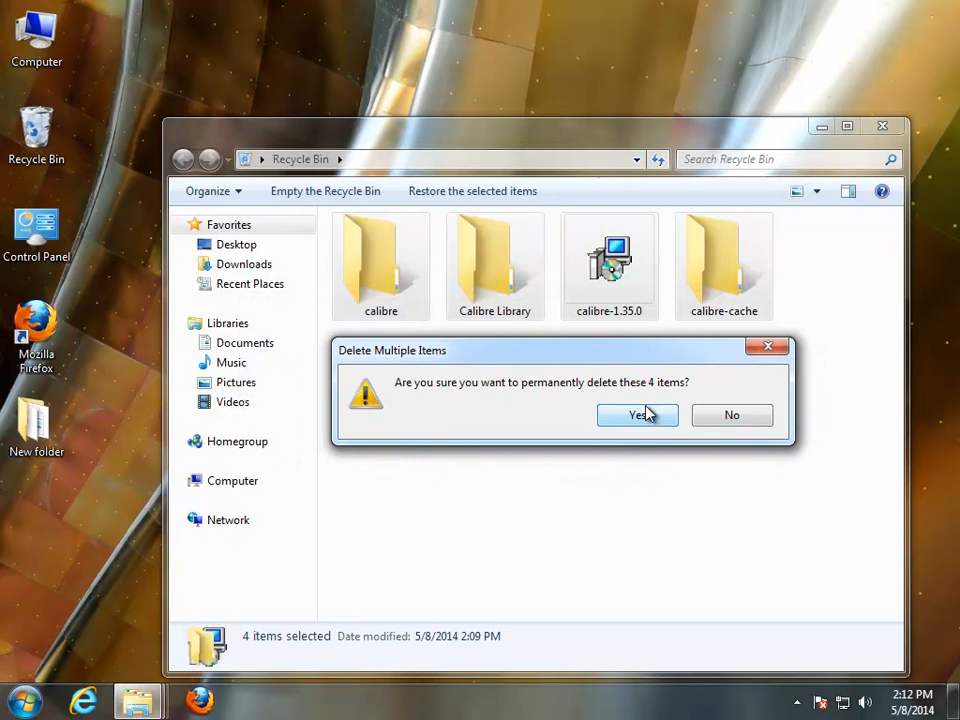 Computer
Recycle Bin
Control Panel
Mozilla
Firefox
New folder
Recycle Bin
Search Recycle Bin
Organize
Empty the Recycle Bin
Restore the selected items
Favorites
Desktop
Downloads
Recent Places
Libraries
Documents
Music
Pictures
Videos
Homegroup
Computer
Network
calibre
Calibre Library
calibre-1.35.0
calibre-cache
Delete Multiple Items
Are you sure you want to permanently delete these 4 items?
Yes
No
4 items selected Date modified: 5/8/2014 2:09 PM
2:12 PM
5/8/2014